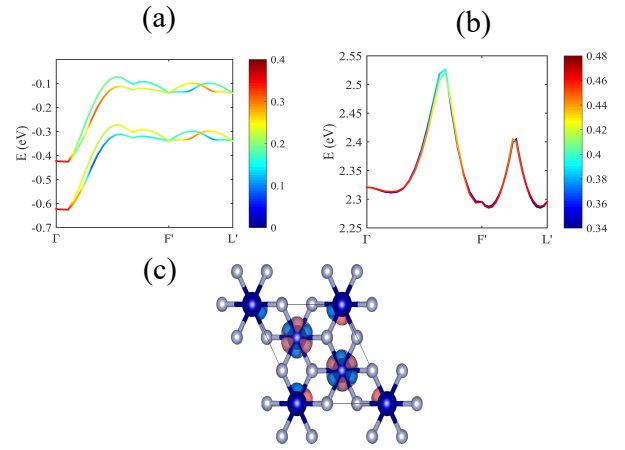 (a)
(b)
E (eV)
-0.1
-0.2
-0.3
-0.4
-0.5
-0.6
-0.7
Γ
F'
L'
0.4
0.3
0.2
0.1
0
E (eV)
2.55
2.5
2.45
2.4
2.35
2.3
2.25
Γ
F'
L'
0.48
0.46
0.44
0.42
0.40
0.38
0.36
0.34
(c)